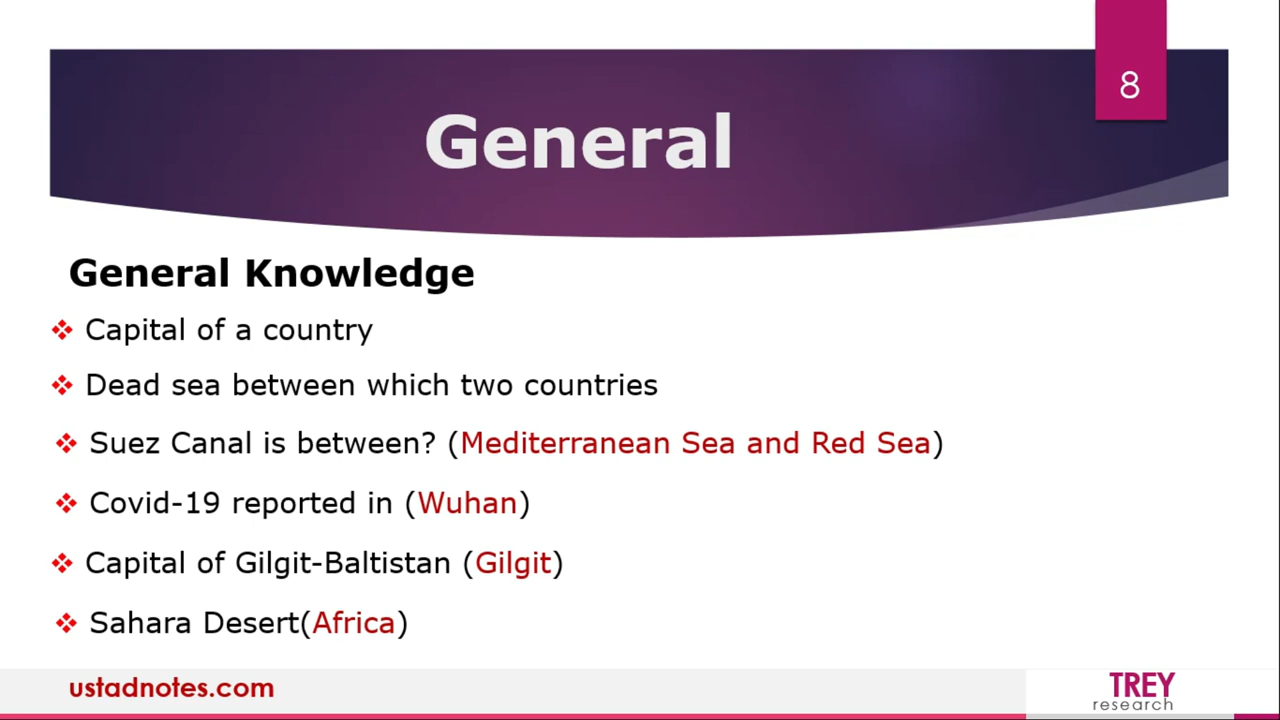 8
General
General Knowledge
Capital of a country
Dead sea between which two countries
Suez Canal is between? (Mediterranean Sea and Red Sea)
Covid-19 reported in (Wuhan)
Capital of Gilgit-Baltistan (Gilgit)
Sahara Desert(Africa)
ustadnotes.com
TREY
research